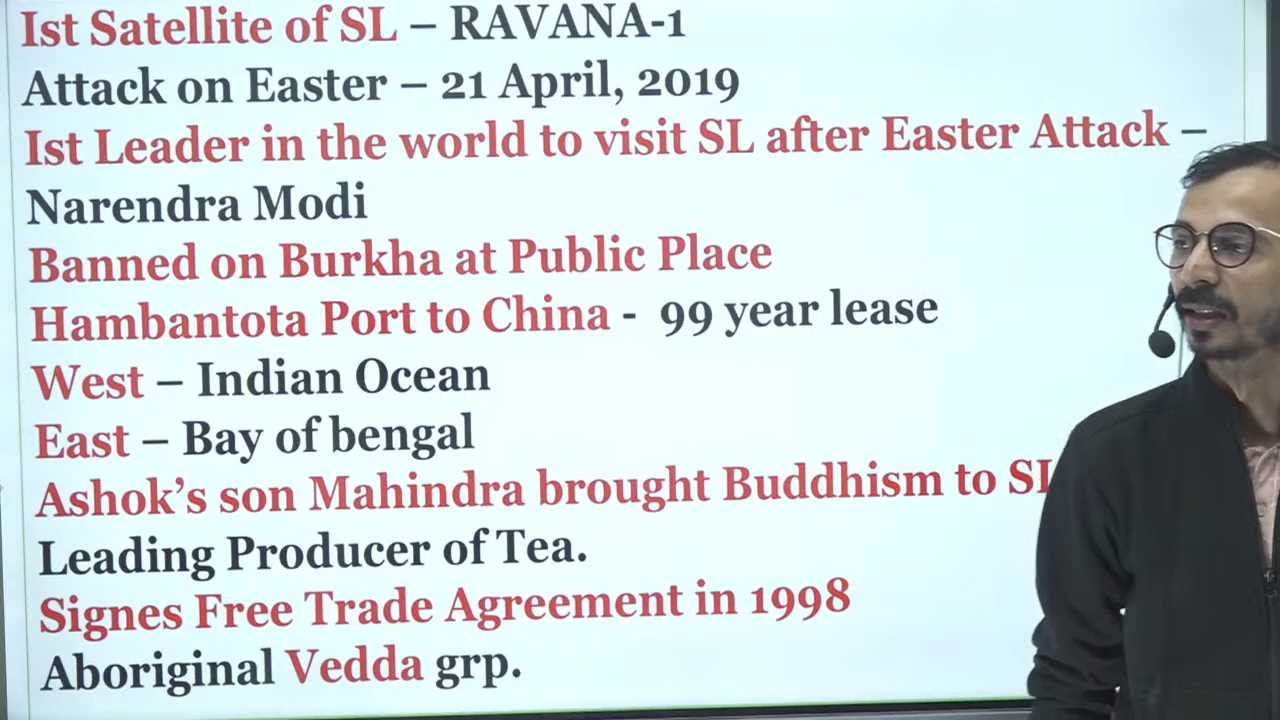 Ist Satellite of SL – RAVANA-1
Attack on Easter – 21 April, 2019
Ist Leader in the world to visit SL after Easter Attack –
Narendra Modi
Banned on Burkha at Public Place
Hambantota Port to China - 99 year lease
West – Indian Ocean
East – Bay of bengal
Ashok's son Mahindra brought Buddhism to SL
Leading Producer of Tea.
Signes Free Trade Agreement in 1998
Aboriginal Vedda grp.